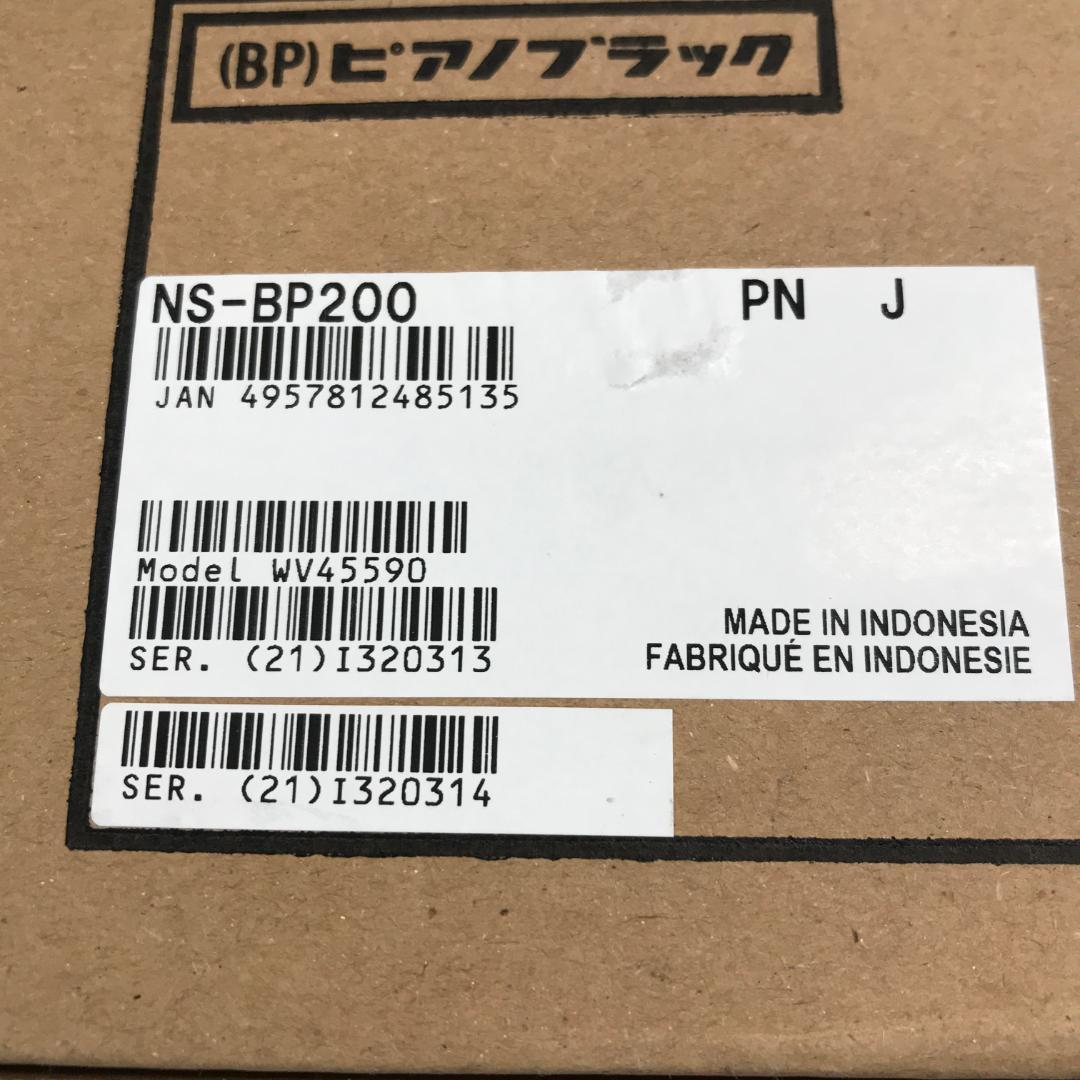 (BP)ピアノブラック
NS-BP200 PN J
JAN 4957812485135
Model WV45590
SER. (21)I320313
MADE IN INDONESIA
FABRIQUÉ EN INDONESIE
SER. (21)I320314